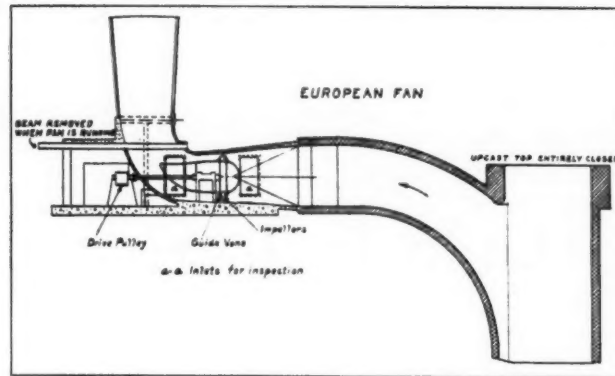 EUROPEAN FAN
BEAM REMOVED
WHEN FAN IS RUNNING
UPCAST TOP ENTIRELY CLOSED
Drive Pulley
Guide Vane
Impellers
a-a Inlets for inspection